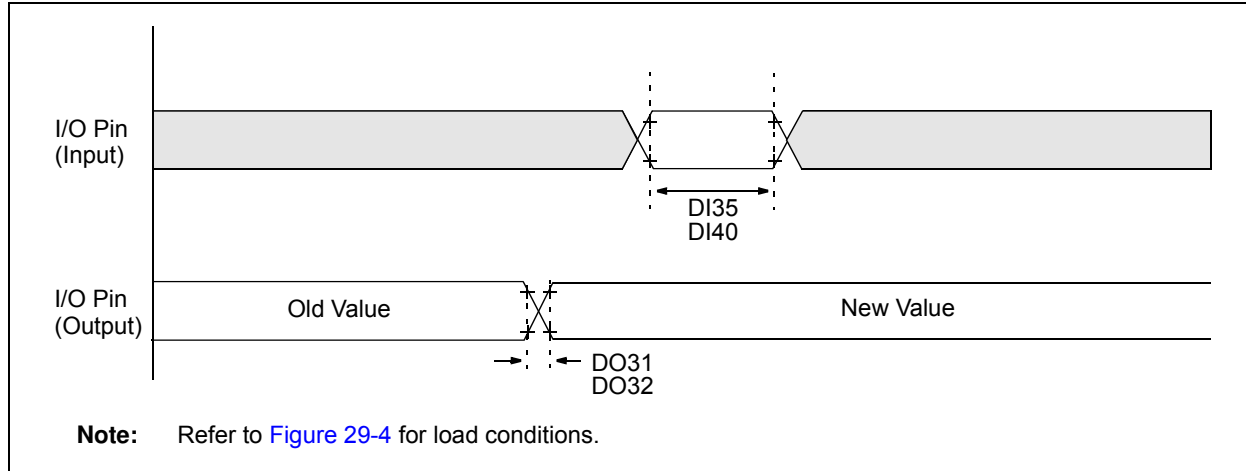 I/O Pin
(Input)
DI35
DI40
I/O Pin
(Output)
Old Value
New Value
DO31
DO32
Note: Refer to Figure 29-4 for load conditions.